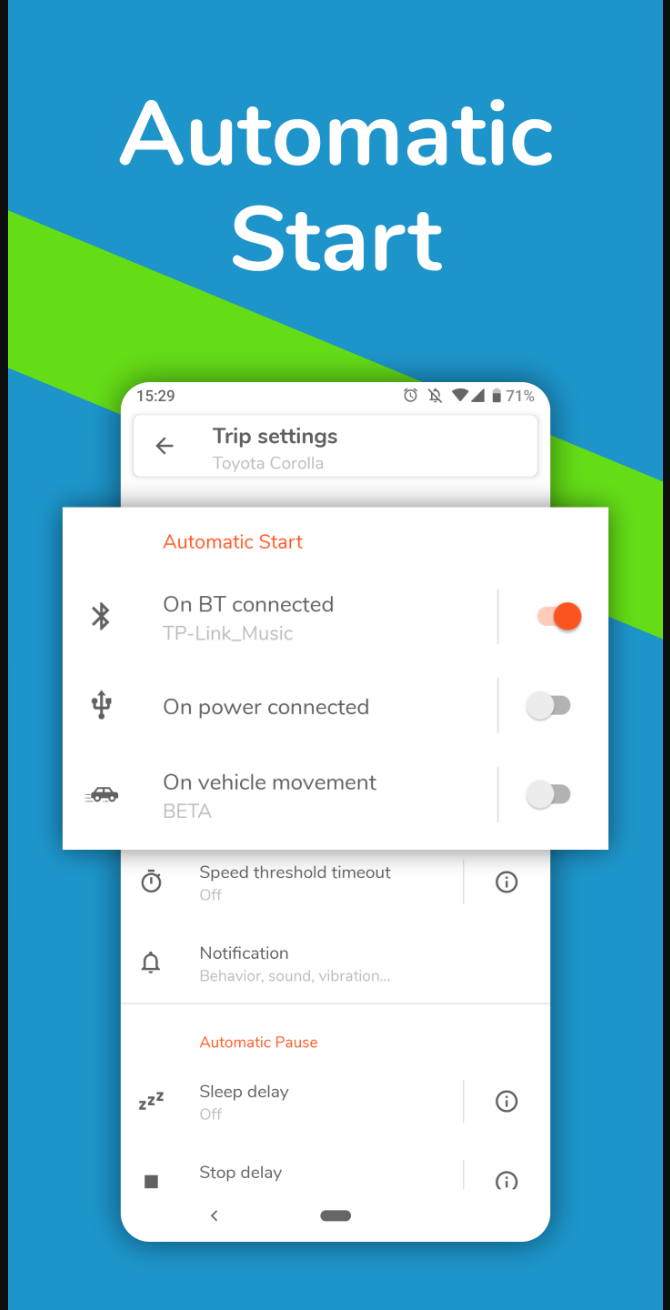 Automatic
Start
15:29
71%
Trip settings
Toyota Corolla
Automatic Start
On BT connected
TP-Link_Music
On power connected
On vehicle movement
BETA
Speed threshold timeout
Off
Notification
Behavior, sound, vibration...
Automatic Pause
zzz
Sleep delay
Off
Stop delay